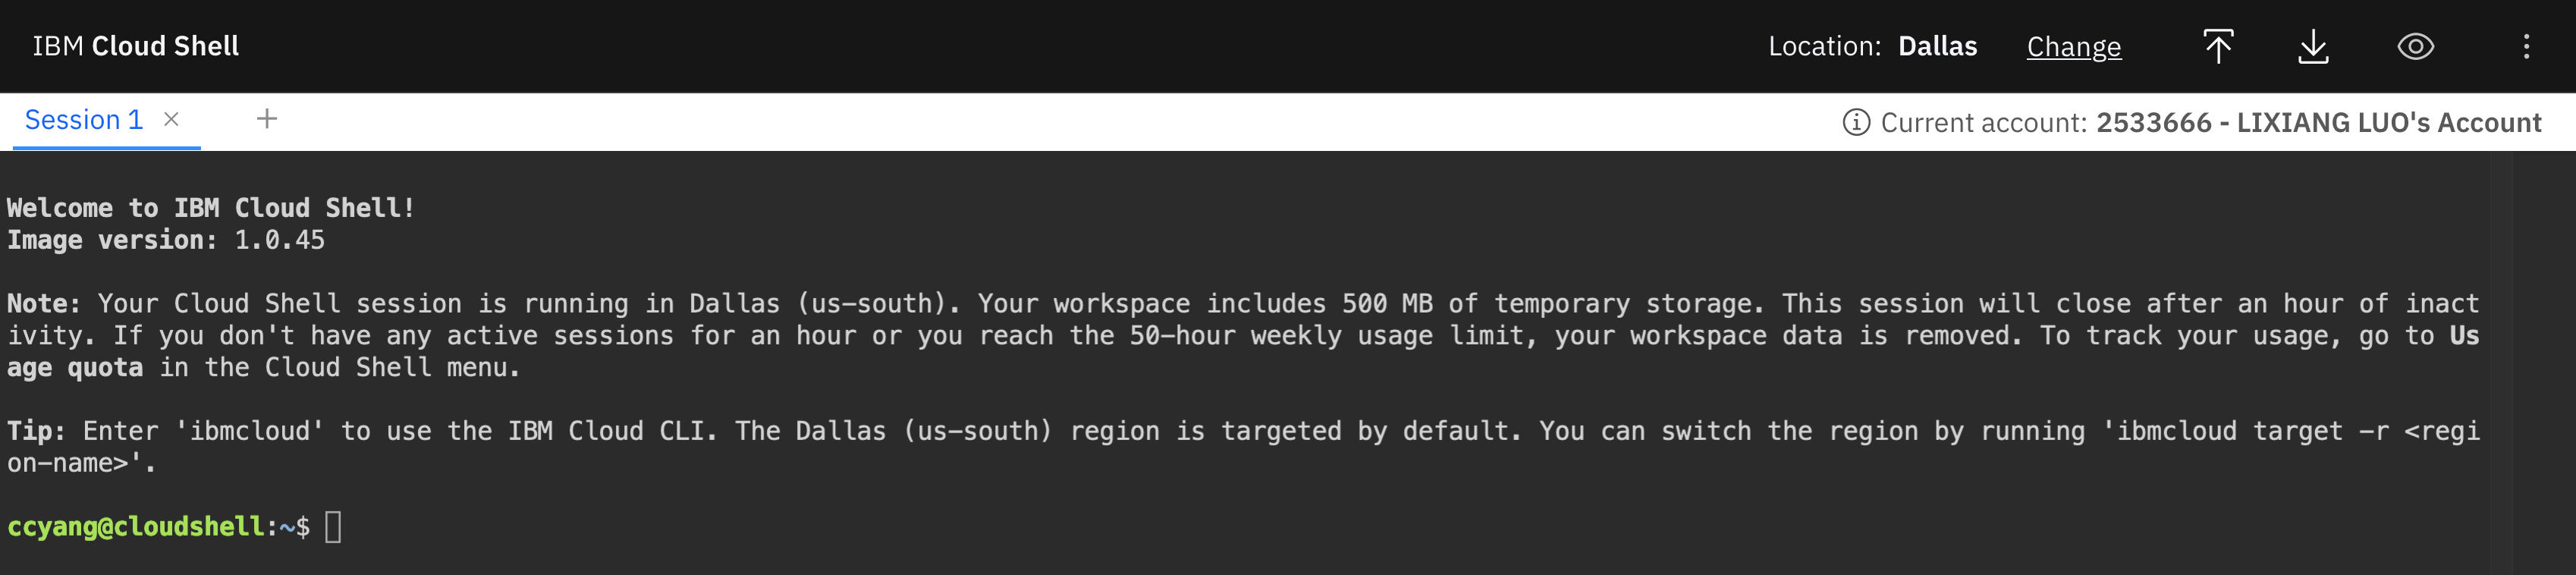 IBM Cloud Shell
Location: Dallas Change
Session 1
Current account: 2533666 - LIXIANG LUO's Account
Welcome to IBM Cloud Shell!
Image version: 1.0.45
Note: Your Cloud Shell session is running in Dallas (us-south). Your workspace includes 500 MB of temporary storage. This session will close after an hour of inact
ivity. If you don't have any active sessions for an hour or you reach the 50-hour weekly usage limit, your workspace data is removed. To track your usage, go to Us
age quota in the Cloud Shell menu.
Tip: Enter 'ibmcloud' to use the IBM Cloud CLI. The Dallas (us-south) region is targeted by default. You can switch the region by running 'ibmcloud target -r <regi
on-name>'.
ccyang@cloudshell:~$